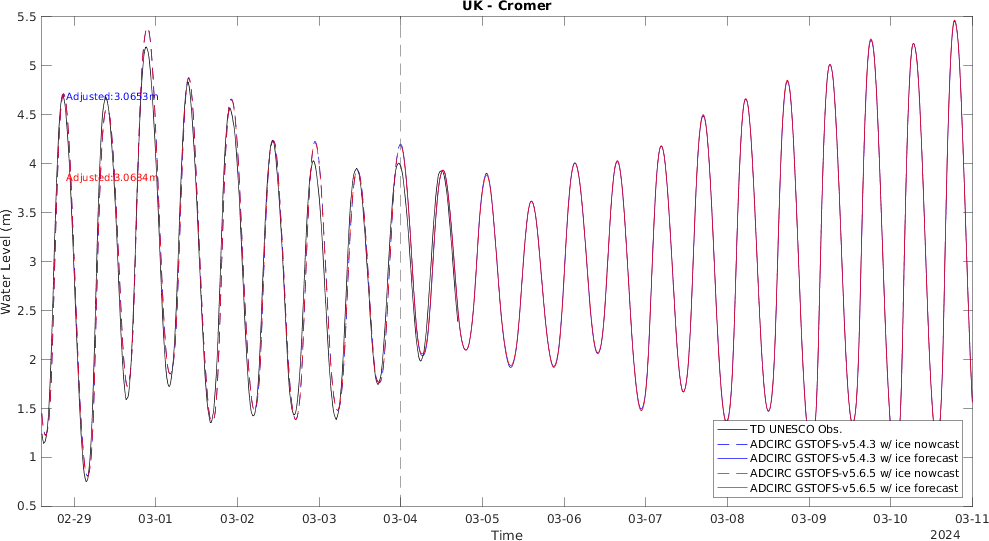 UK - Cromer
5.5
5
4.5
4
3.5
3
2.5
2
1.5
1
0.5
Water Level (m)
Adjusted:3.0653m
Adjusted:3.0634m
TD UNESCO Obs.
ADCIRC GSTOFS-v5.4.3 w/ ice nowcast
ADCIRC GSTOFS-v5.4.3 w/ ice forecast
ADCIRC GSTOFS-v5.6.5 w/ ice nowcast
ADCIRC GSTOFS-v5.6.5 w/ ice forecast
02-29 03-01 03-02 03-03 03-04 03-05 03-06 03-07 03-08 03-09 03-10 03-11
Time
2024